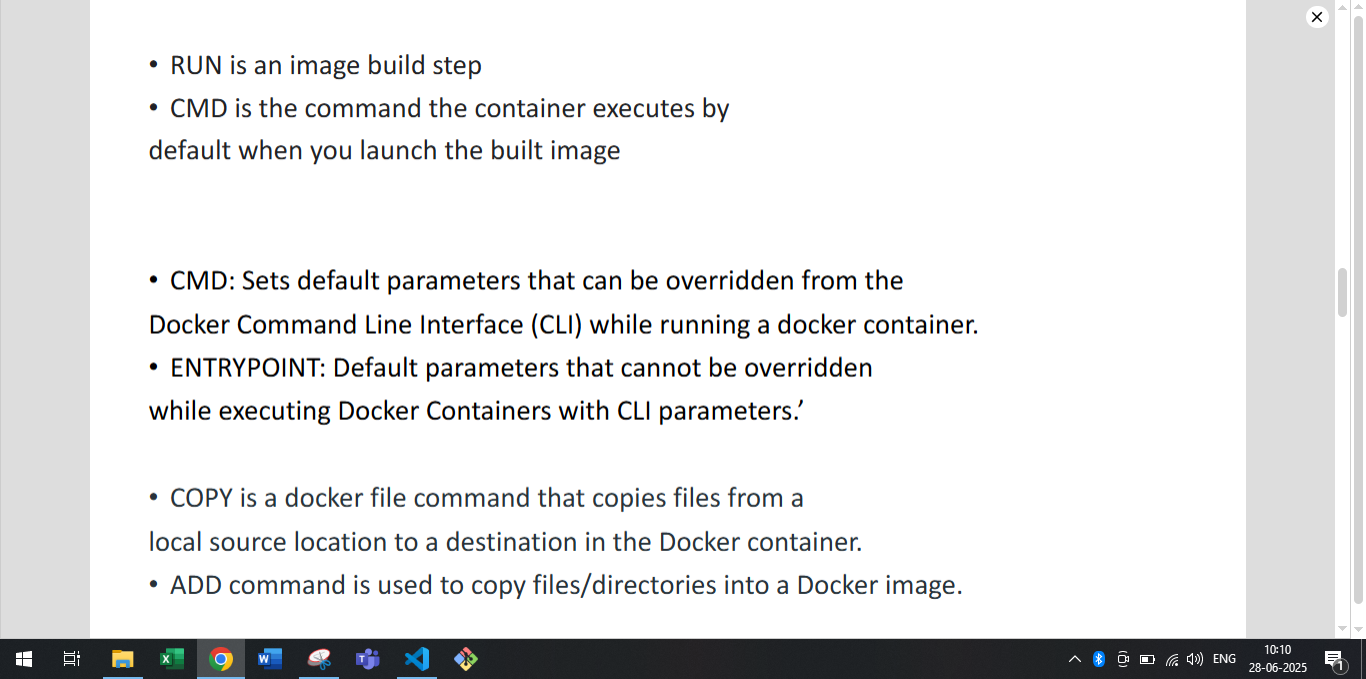 • RUN is an image build step
• CMD is the command the container executes by
default when you launch the built image
• CMD: Sets default parameters that can be overridden from the
Docker Command Line Interface (CLI) while running a docker container.
• ENTRYPOINT: Default parameters that cannot be overridden
while executing Docker Containers with CLI parameters.’
• COPY is a docker file command that copies files from a
local source location to a destination in the Docker container.
• ADD command is used to copy files/directories into a Docker image.
ENG
10:10
28-06-2025
1